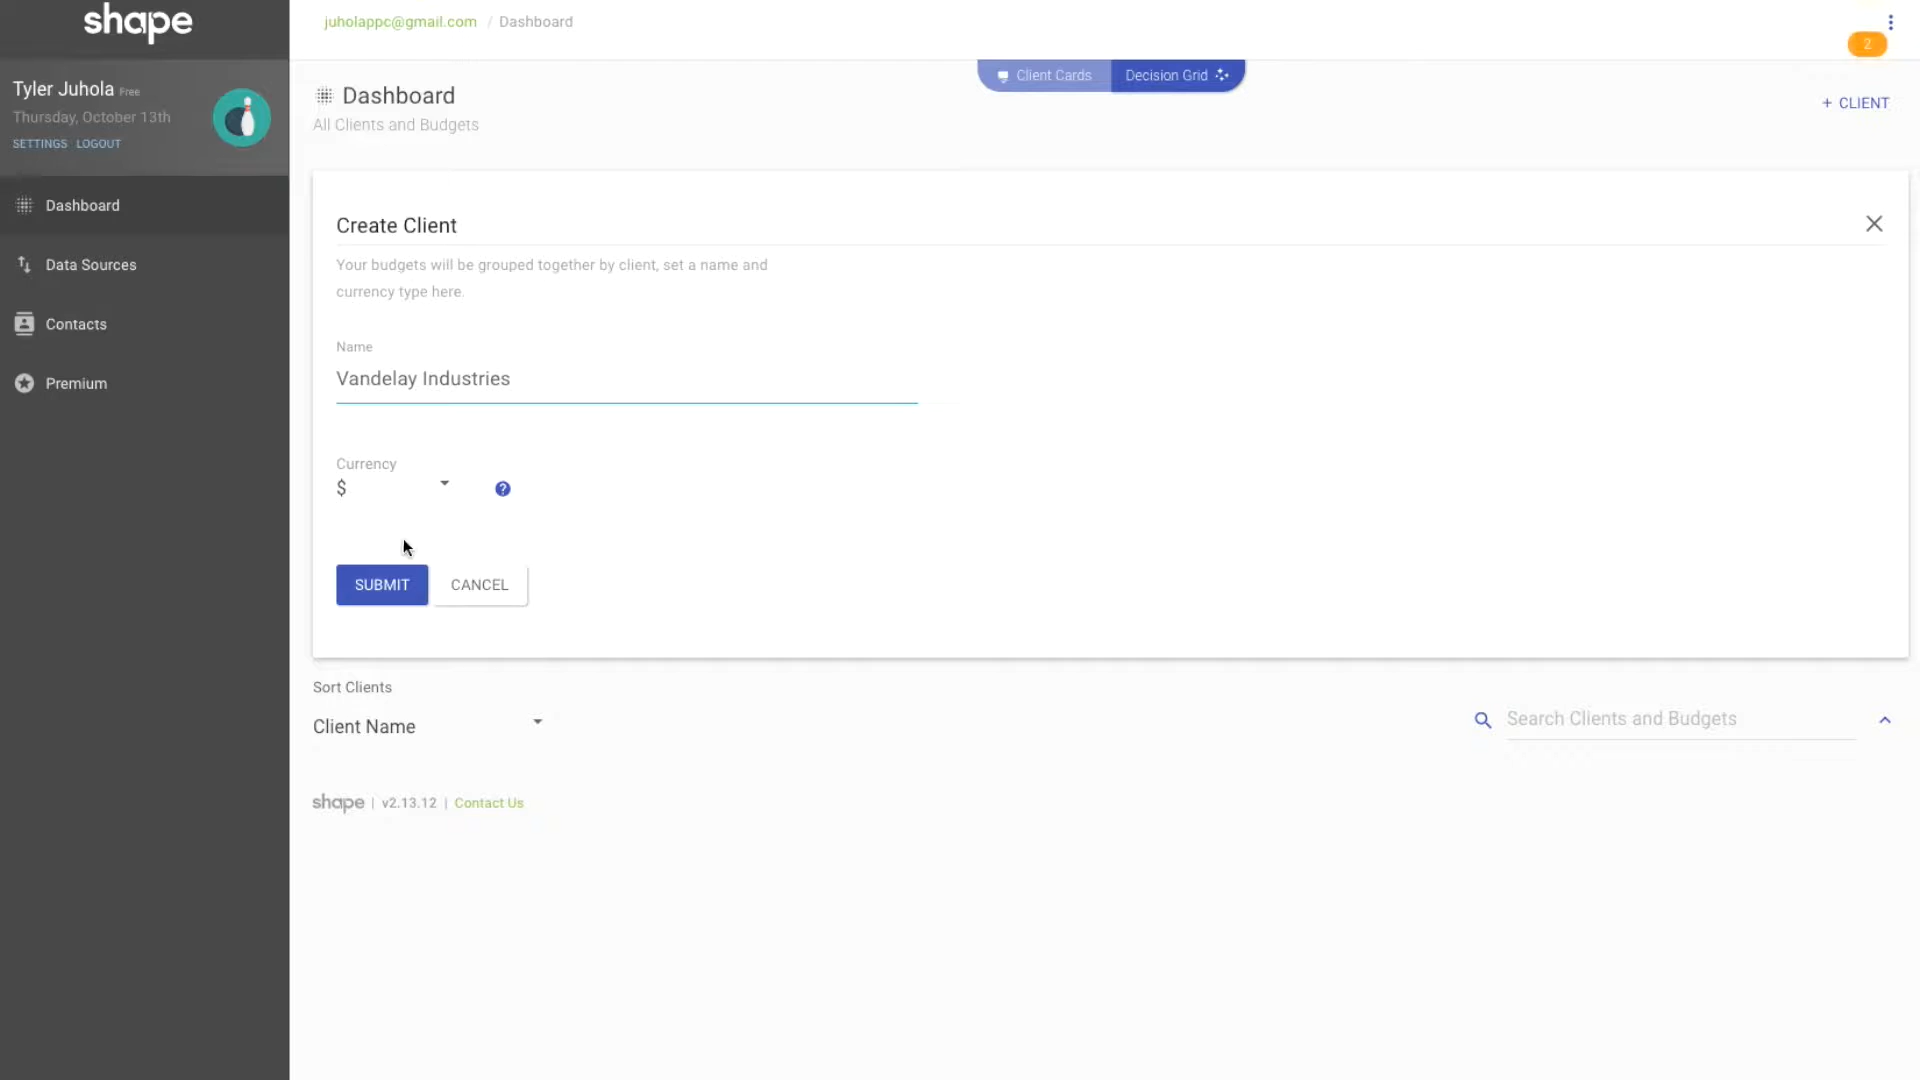 shape
juholappc@gmail.com / Dashboard
2
Tyler Juhola Free
Thursday, October 13th
SETTINGS LOGOUT
Dashboard
Data Sources
Contacts
Premium
Client Cards
Decision Grid
Dashboard
All Clients and Budgets
+ CLIENT
Create Client
Your budgets will be grouped together by client, set a name and
currency type here.
Name
Vandelay Industries
Currency
$
?
SUBMIT
CANCEL
Sort Clients
Client Name
Search Clients and Budgets
shape | v2.13.12 | Contact Us